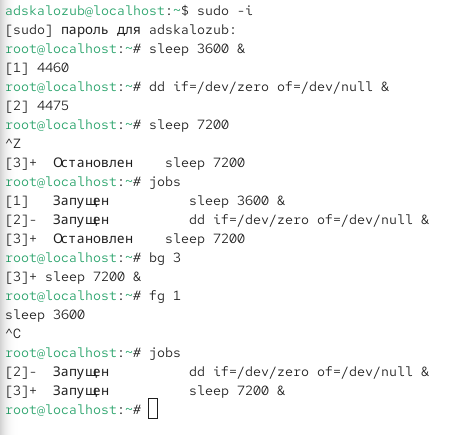 adskalozub@localhost:~$ sudo -i
[sudo] пароль для adskalozub:
root@localhost:~# sleep 3600 &
[1] 4460
root@localhost:~# dd if=/dev/zero of=/dev/null &
[2] 4475
root@localhost:~# sleep 7200
^Z
[3]+  Остановлен    sleep 7200
root@localhost:~# jobs
[1]   Запущен          sleep 3600 &
[2]-  Запущен          dd if=/dev/zero of=/dev/null &
[3]+  Остановлен    sleep 7200
root@localhost:~# bg 3
[3]+ sleep 7200 &
root@localhost:~# fg 1
sleep 3600
^C
root@localhost:~# jobs
[2]-  Запущен          dd if=/dev/zero of=/dev/null &
[3]+  Запущен          sleep 7200 &
root@localhost:~#